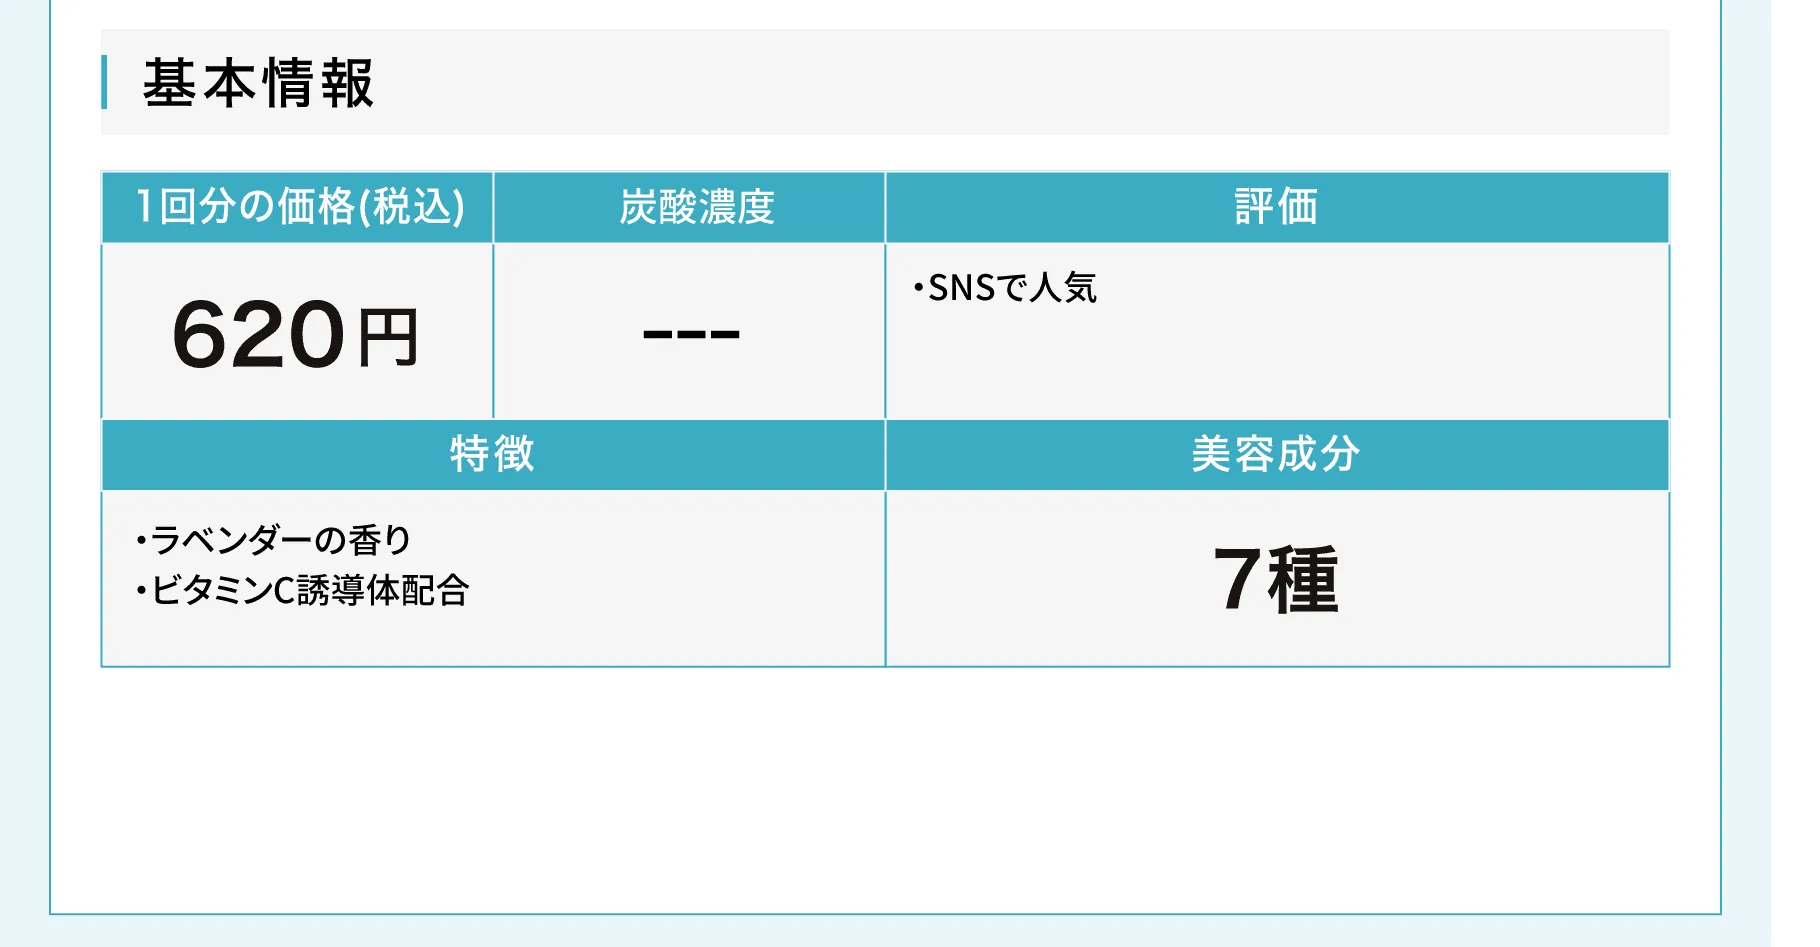 基本情報
1回分の価格(税込)
炭酸濃度
評価
620円
---
・SNSで人気
特徴
美容成分
・ラベンダーの香り
・ビタミンC誘導体配合
7種